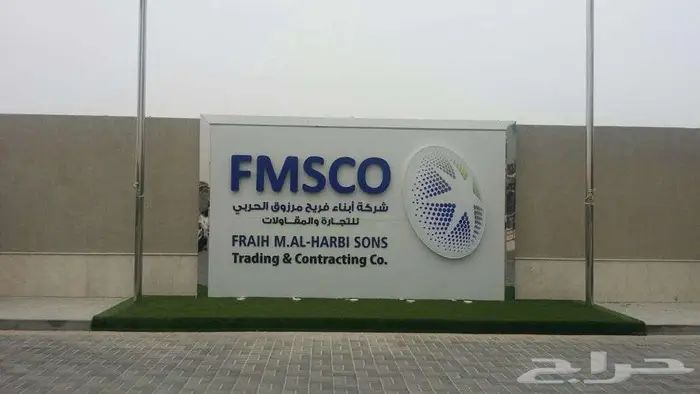 FMSCO
شركة أبناء فريح مرزوق الحربي
للتجارة والمقاولات
FRAIH M.AL-HARBI SONS
Trading & Contracting Co.
حراج